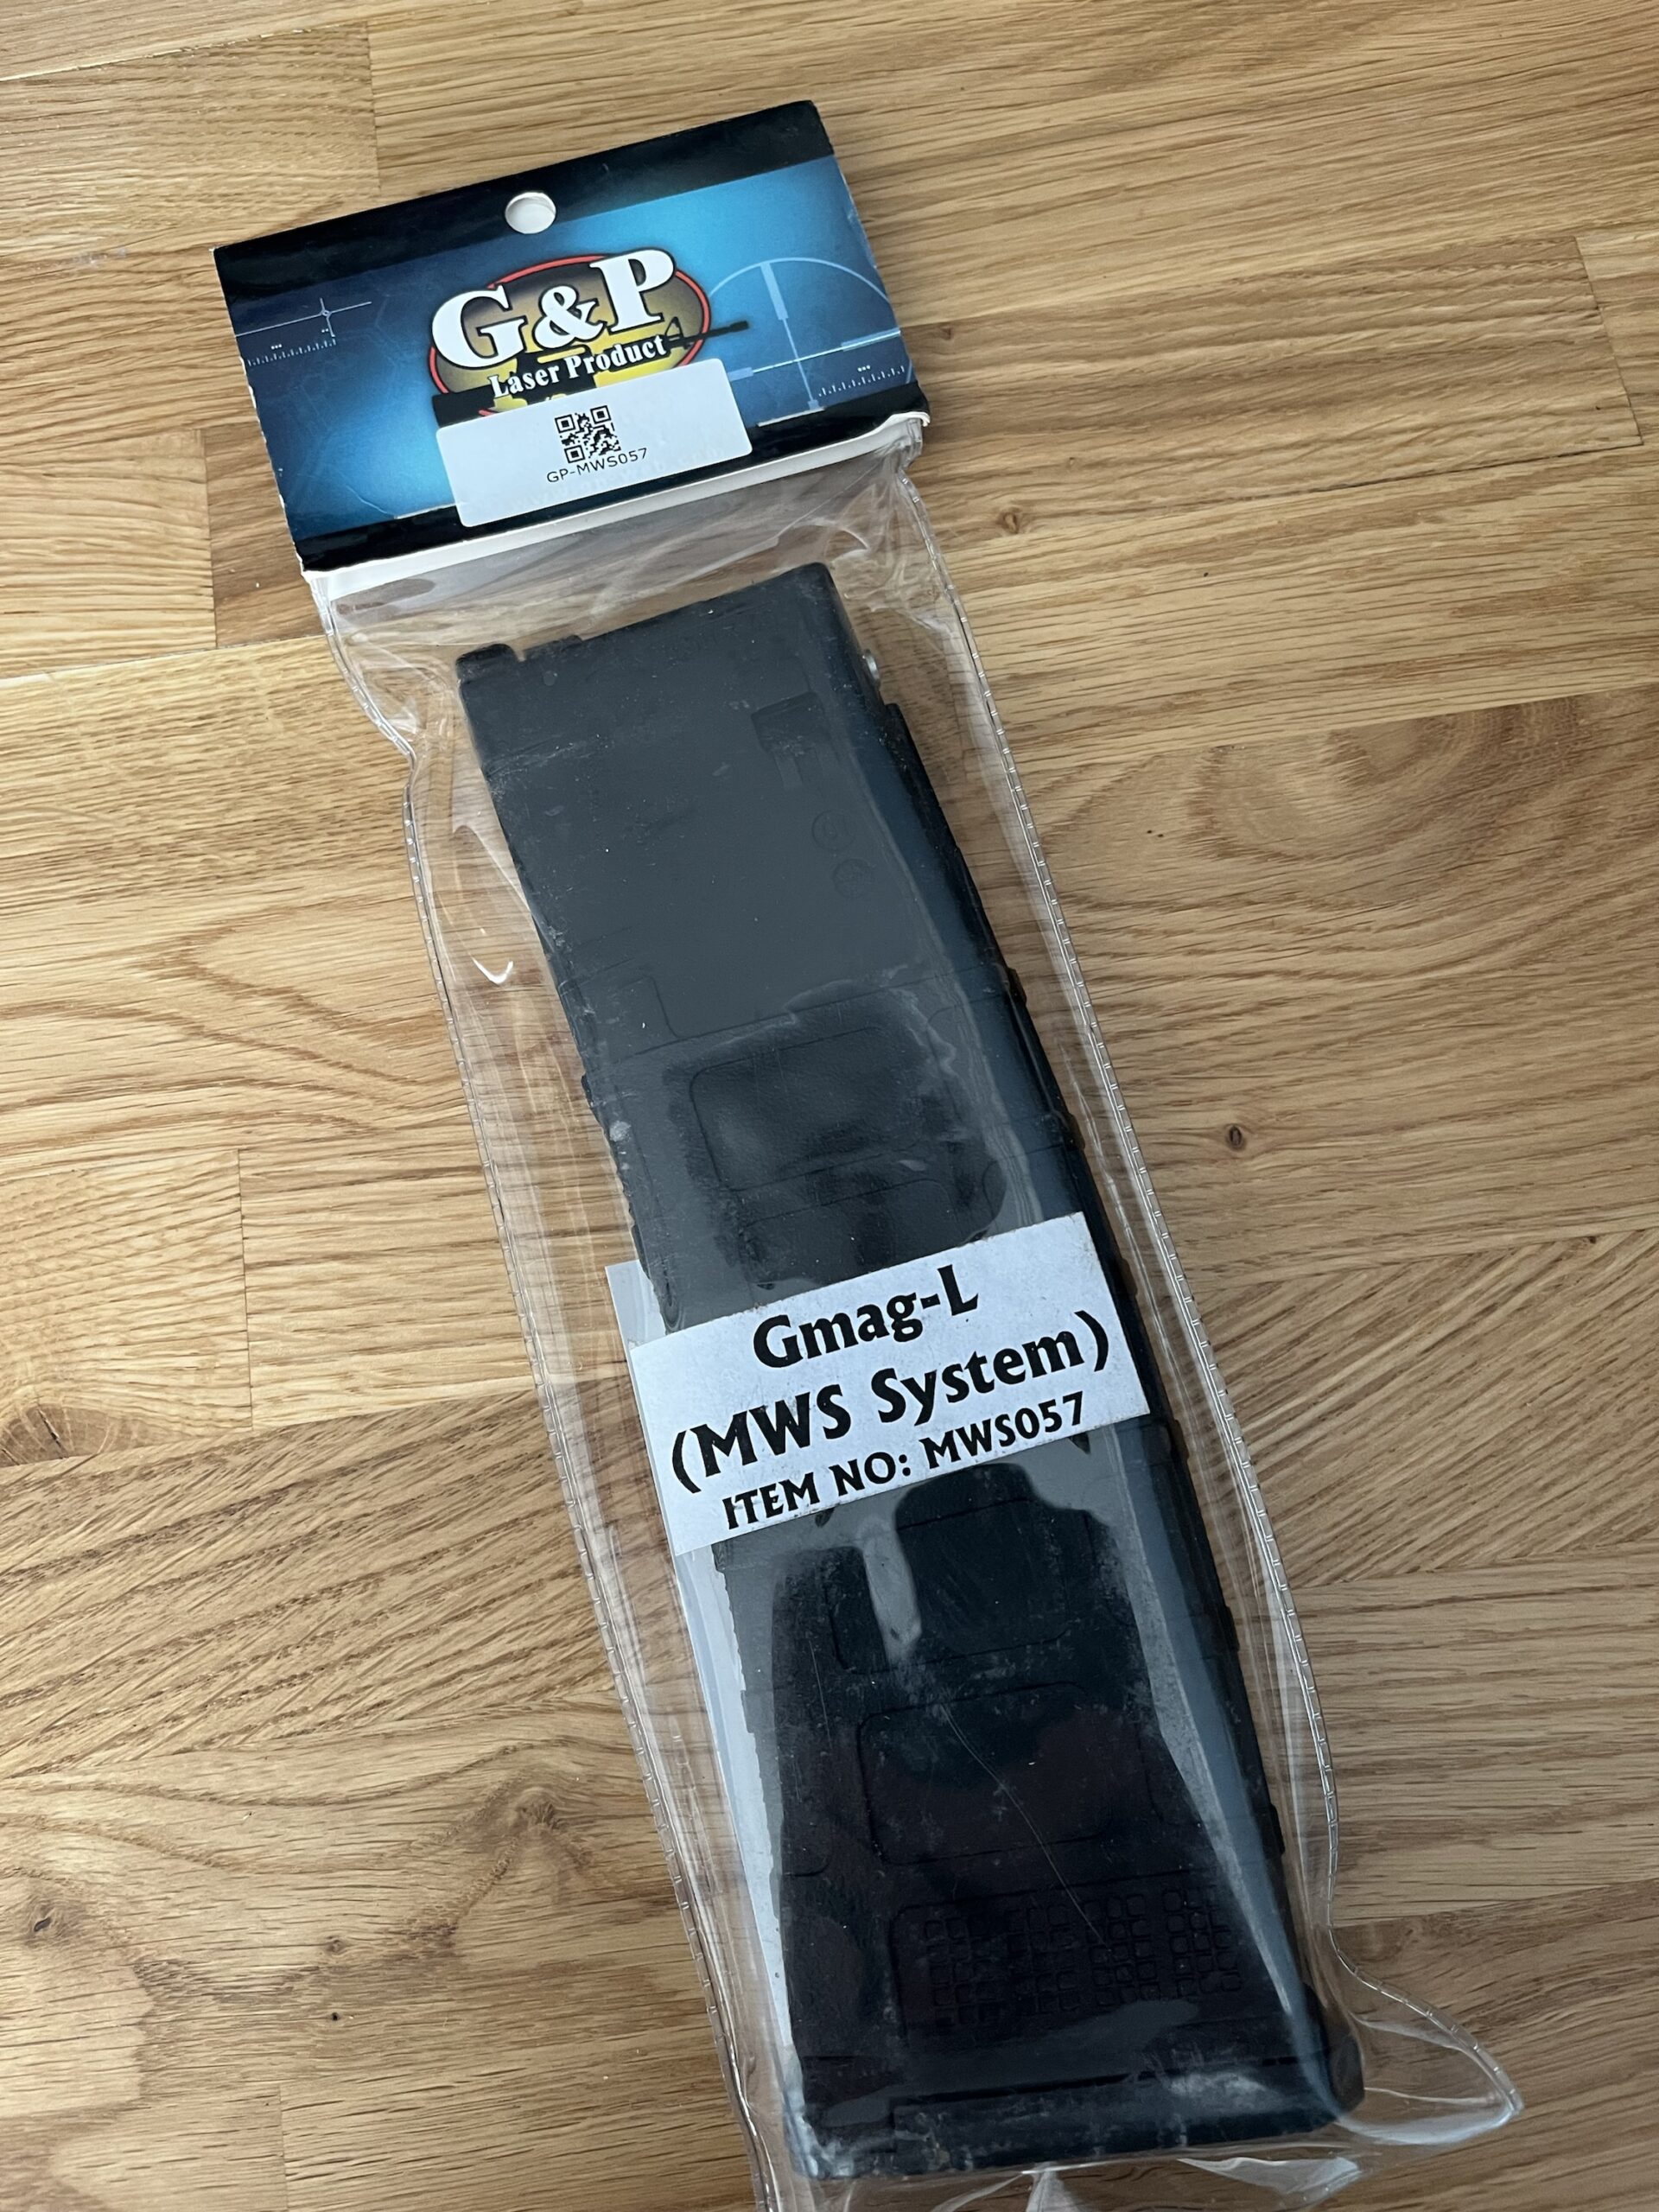 G&P
Laser Product
GP-MWS057
Gmag-L
(MWS System)
ITEM NO: MWS057